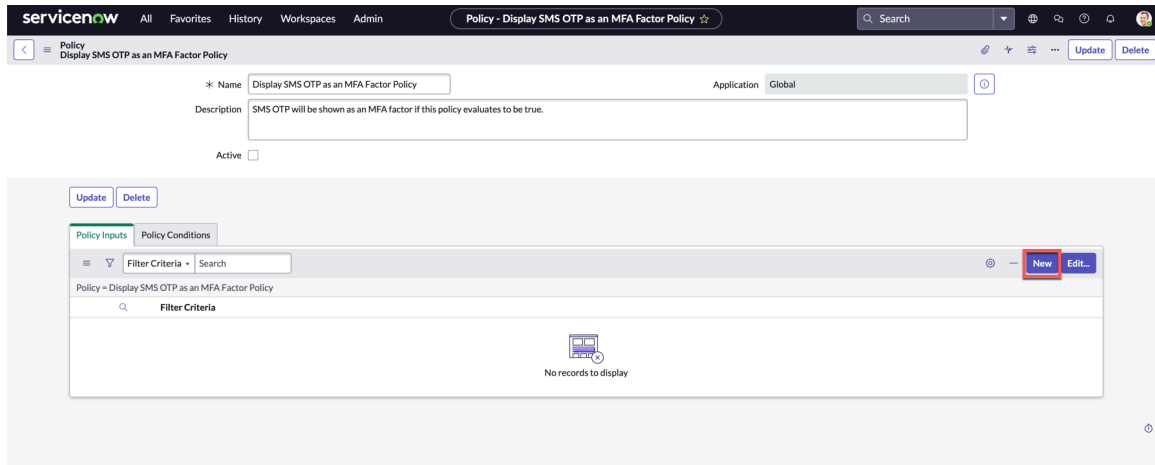 servicenow All Favorites History Workspaces Admin Policy - Display SMS OTP as an MFA Factor Policy Search
Policy
Display SMS OTP as an MFA Factor Policy
Update Delete
Name Display SMS OTP as an MFA Factor Policy Application Global
Description SMS OTP will be shown as an MFA factor if this policy evaluates to be true.
Active
Update Delete
Policy Inputs Policy Conditions
Filter Criteria Search New Edit...
Policy = Display SMS OTP as an MFA Factor Policy
Filter Criteria
No records to display